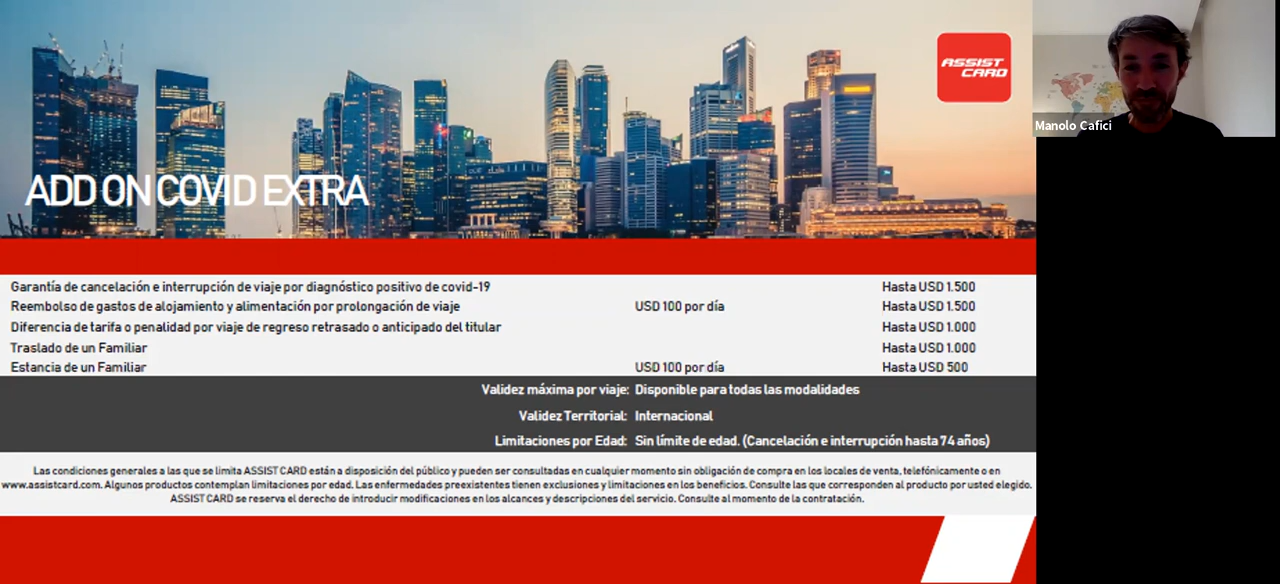 ASSIST
CARD
Manolo Cafici
ADD ON COVID EXTRA
Garantía de cancelación e interrupción de viaje por diagnóstico positivo de covid-19 Hasta USD 1.500
Reembolso de gastos de alojamiento y alimentación por prolongación de viaje USD 100 por día Hasta USD 1.500
Diferencia de tarifa o penalidad por viaje de regreso retrasado o anticipado del titular Hasta USD 1.000
Traslado de un Familiar Hasta USD 1.000
Estancia de un Familiar USD 100 por día Hasta USD 500
Validez máxima por viaje: Disponible para todas las modalidades
Validez Territorial: Internacional
Limitaciones por Edad: Sin límite de edad. (Cancelación e interrupción hasta 74 años)
Las condiciones generales a las que se limita ASSIST CARD están a disposición del público y pueden ser consultadas en cualquier momento sin obligación de compra en los locales de venta, telefónicamente o en
www.assistcard.com. Algunos productos contemplan limitaciones por edad. Las enfermedades preexistentes tienen exclusiones y limitaciones en los beneficios. Consulte las que corresponden al producto por usted elegido.
ASSIST CARD se reserva el derecho de introducir modificaciones en los alcances y descripciones del servicio. Consulte al momento de la contratación.